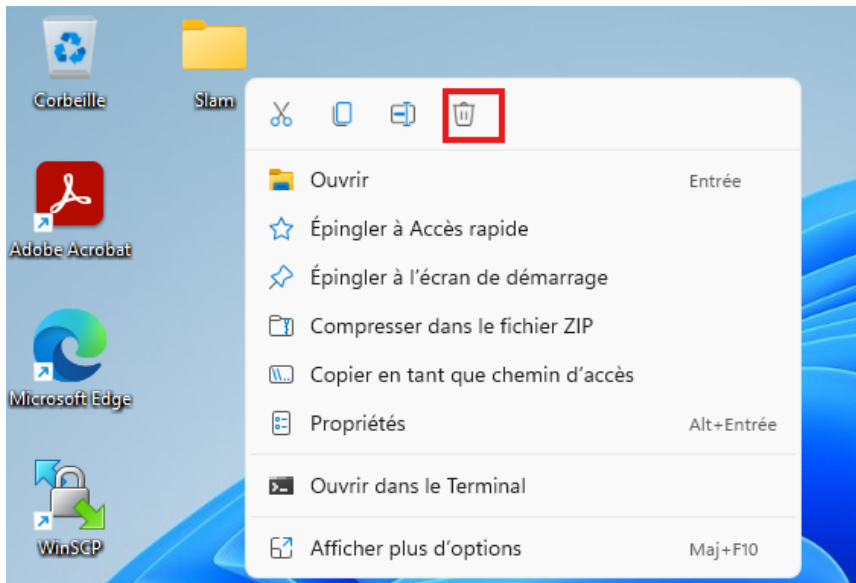 Corbeille
Slam
Adobe Acrobat
Microsoft Edge
WinSCP
Ouvrir Entrée
Épingler à Accès rapide
Épingler à l'écran de démarrage
Compresser dans le fichier ZIP
Copier en tant que chemin d'accès
Propriétés Alt+Entrée
Ouvrir dans le Terminal
Afficher plus d'options Maj+F10